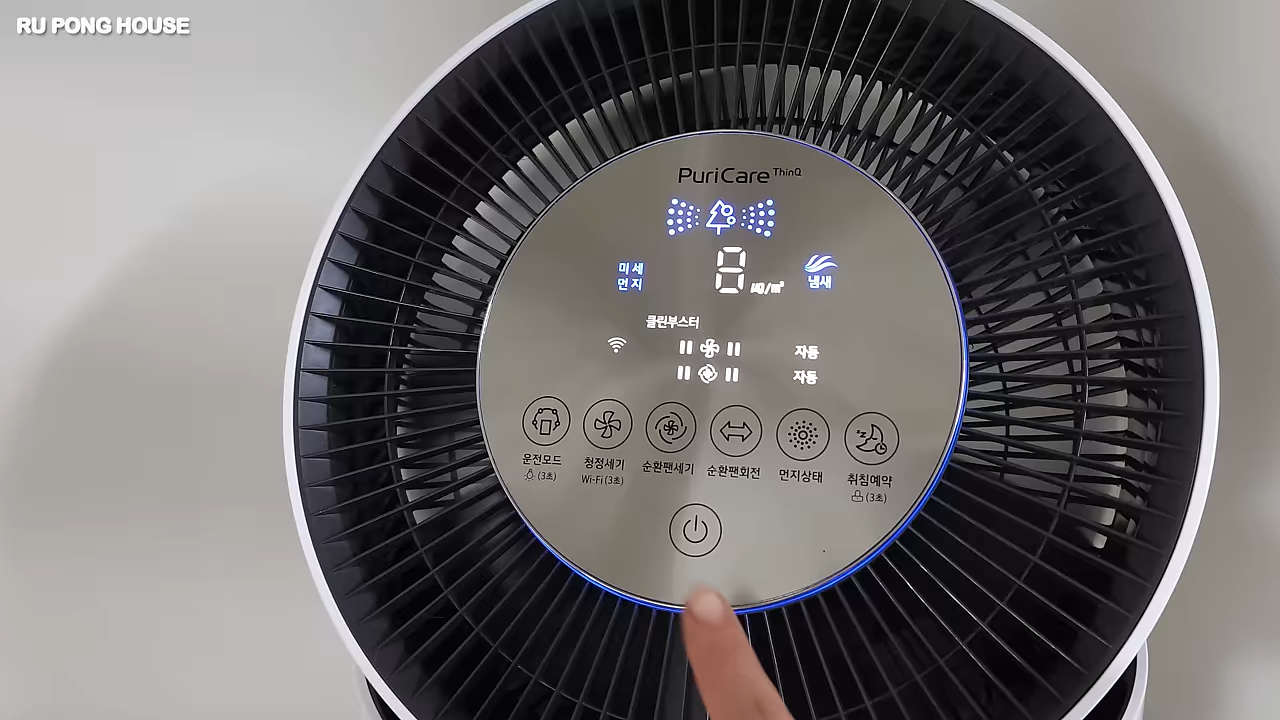 RU PONG HOUSE
PuriCare ThinQ
미세
먼지
8 μg/m³
냄새
클린부스터
자동
자동
운전모드
(3초)
청정세기
Wi-Fi (3초)
순환팬세기
순환팬회전
먼지상태
취침예약
(3초)